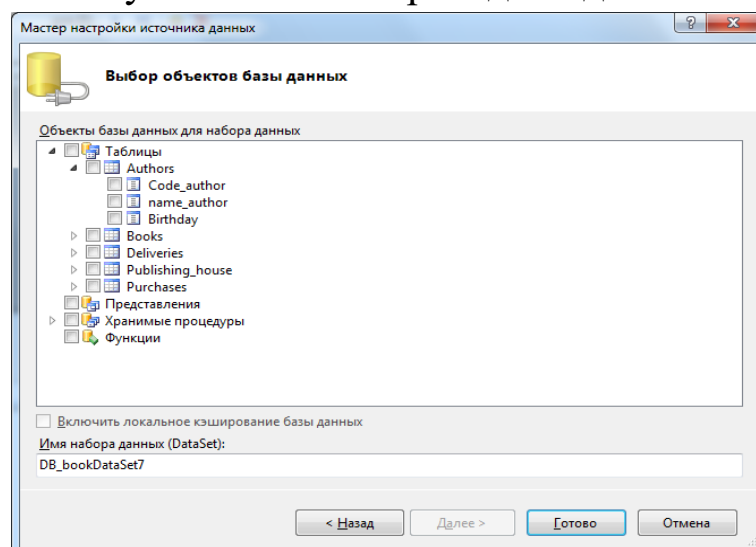 Мастер настройки источника данных
Выбор объектов базы данных
Объекты базы данных для набора данных
Таблицы
Authors
Code_author
name_author
Birthday
Books
Deliveries
Publishing_house
Purchases
Представления
Хранимые процедуры
Функции
Включить локальное кэширование базы данных
Имя набора данных (DataSet):
DB_bookDataSet7
< Назад Далее > Готово Отмена